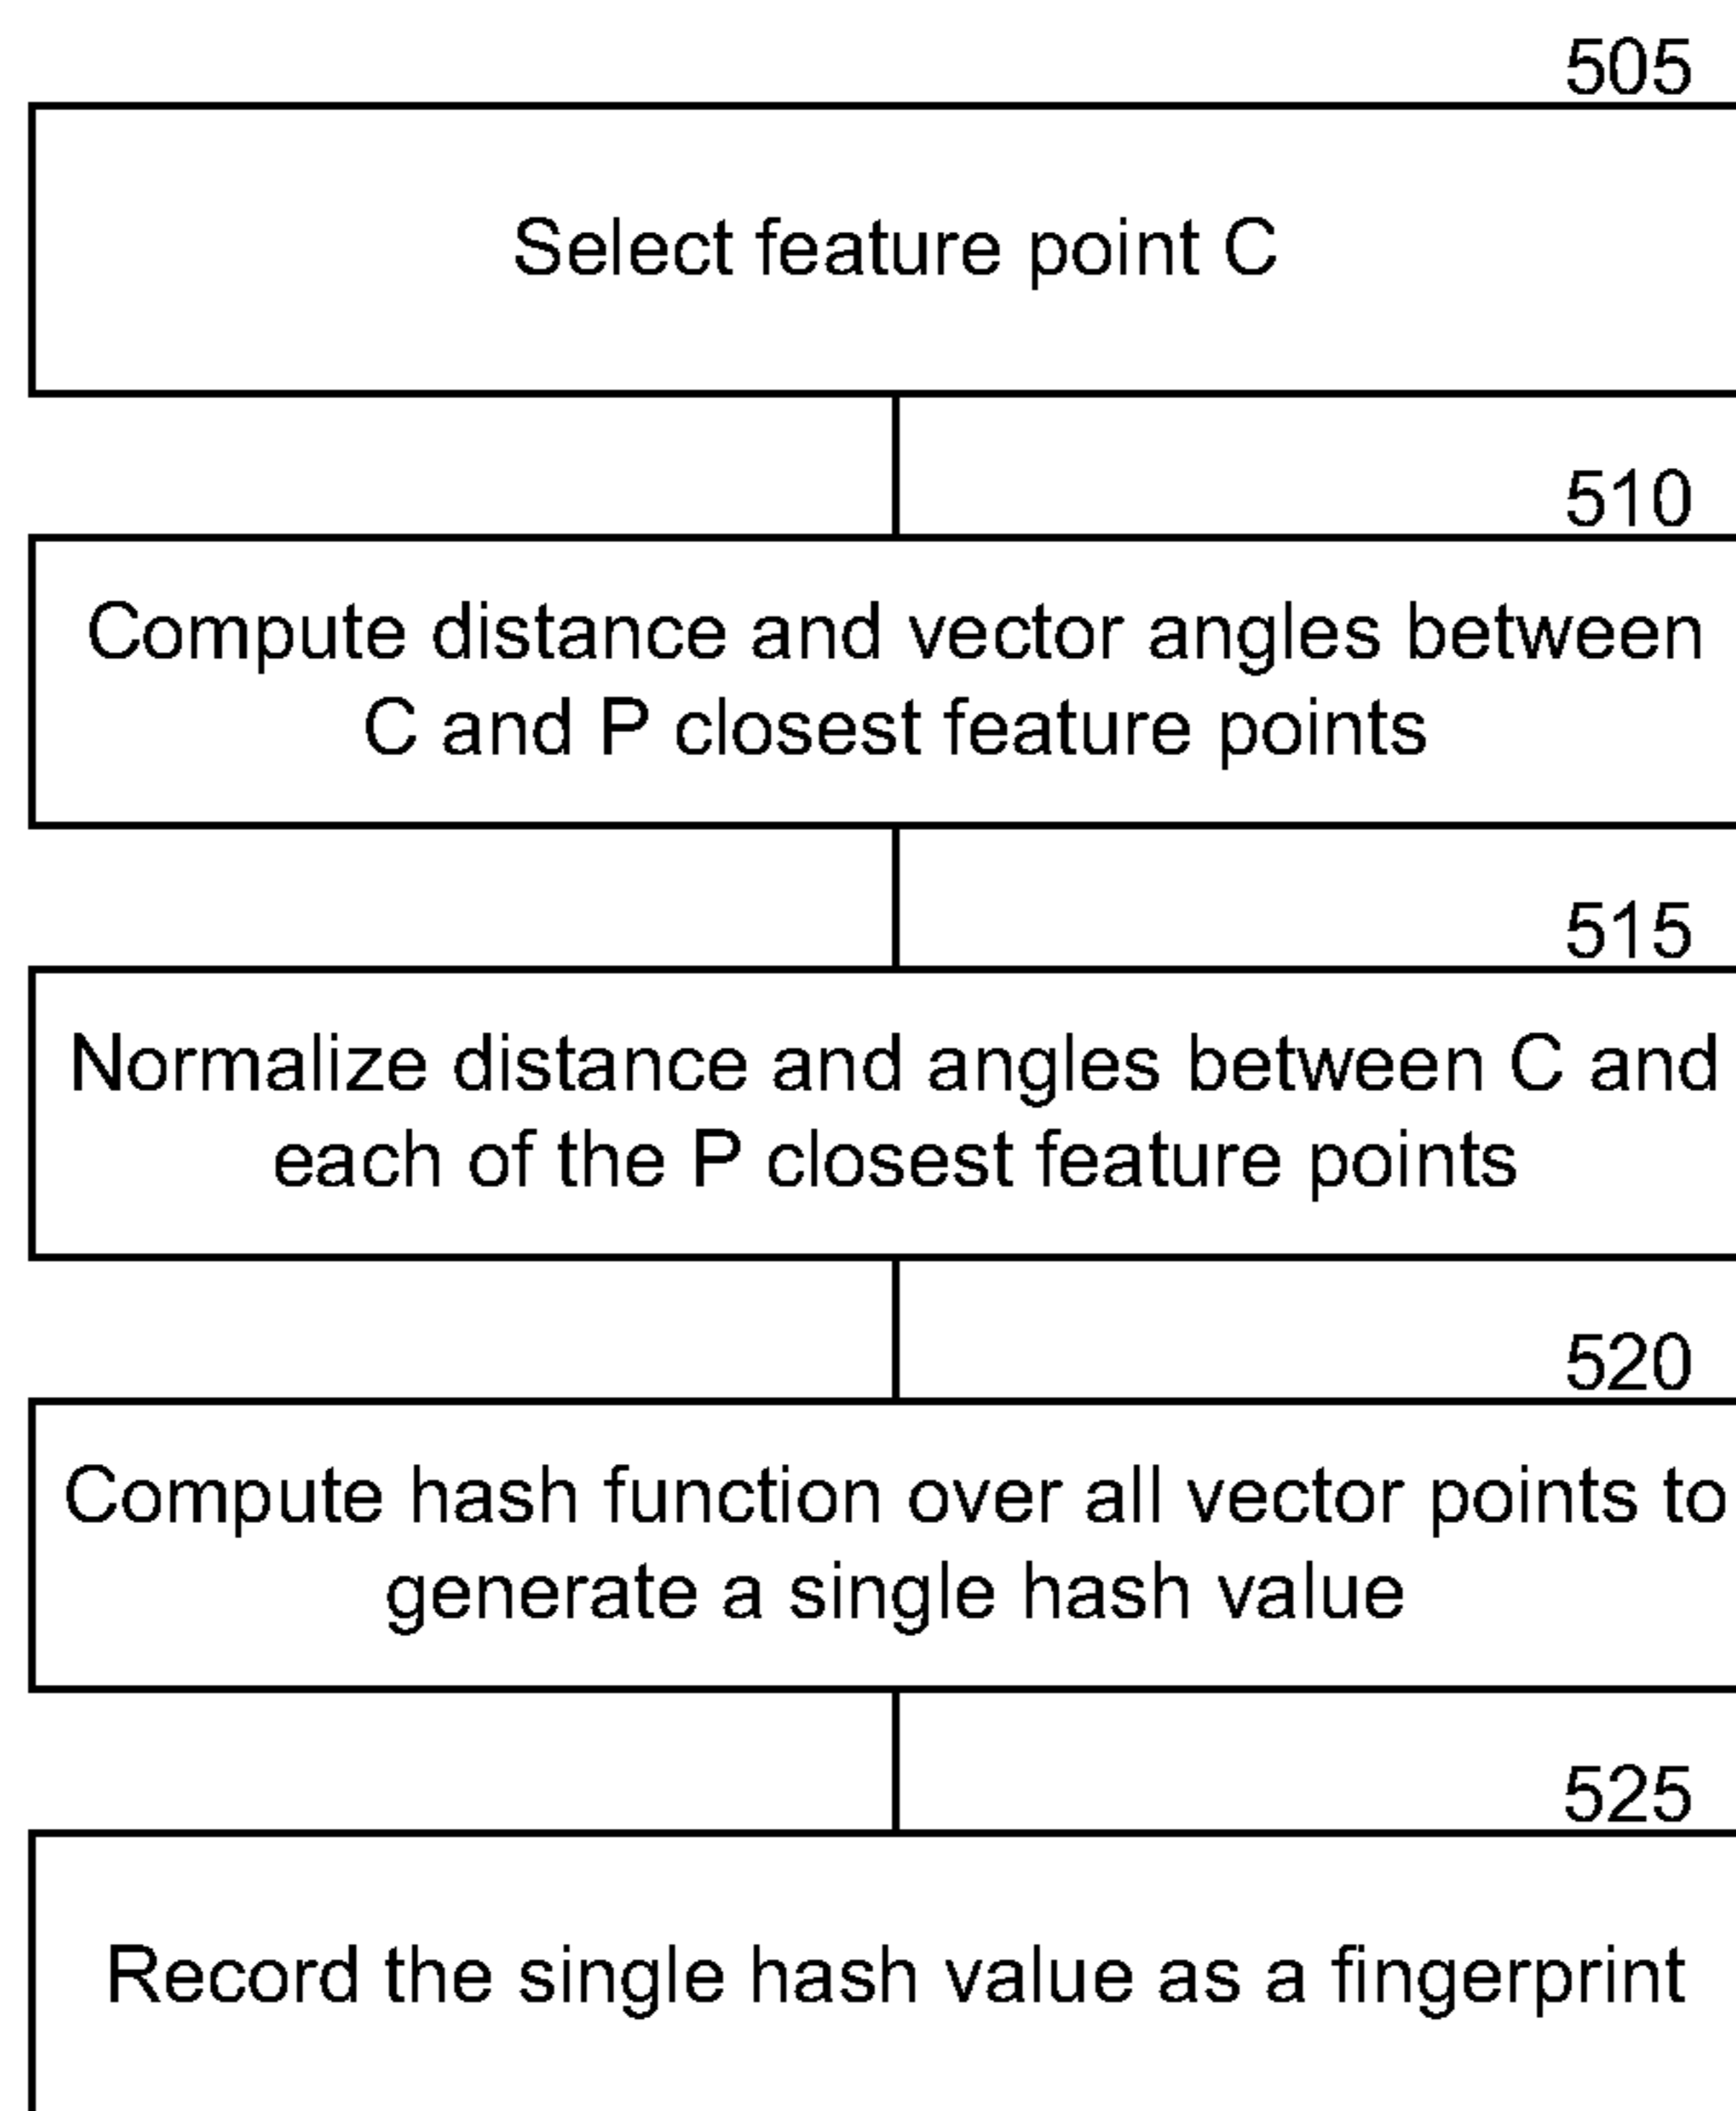 505
Select feature point C
510
Compute distance and vector angles between
C and P closest feature points
515
Normalize distance and angles between C and
each of the P closest feature points
520
Compute hash function over all vector points to
generate a single hash value
525
Record the single hash value as a fingerprint